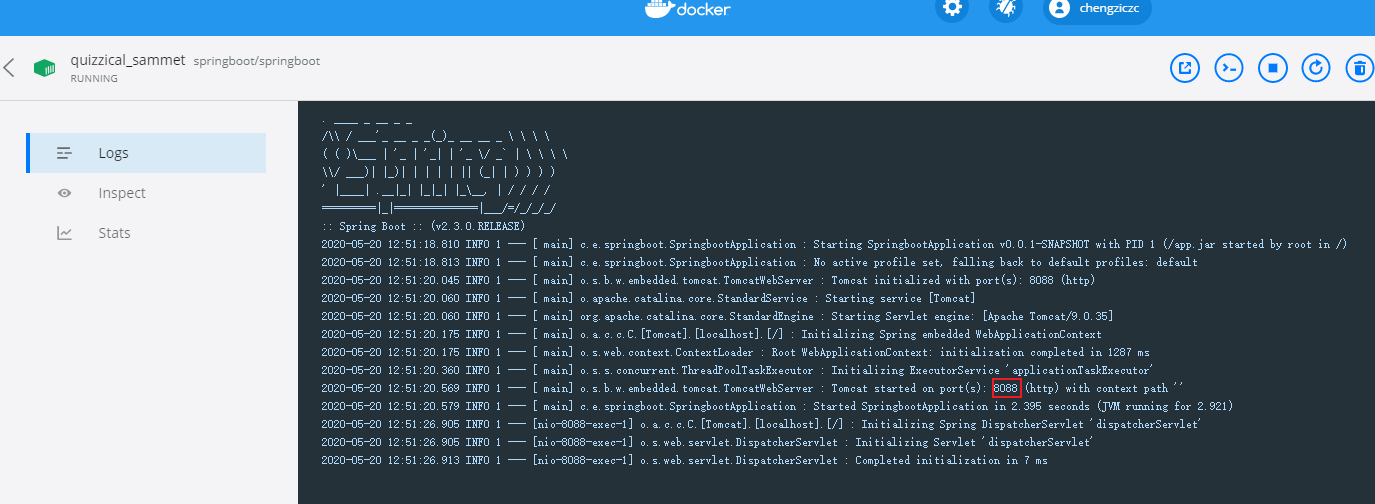 docker
chengziczc
quizzical_sammet springboot/springboot
RUNNING
Logs
Inspect
Stats
. ____ _ __ _ _
/\\ / ___'_ __ _ _(_)_ __ __ _ \ \ \ \
( ( )\___ | '_ | '_| | '_ \/ _` | \ \ \ \
\\/ ___)| |_)| | | | | || (_| | ) ) ) )
' |____| .__|_| |_|_| |_\__, | / / / /
=========|_|==============|___/=/_/_/_/
:: Spring Boot :: (v2.3.0.RELEASE)
2020-05-20 12:51:18.810 INFO 1 --- [ main] c.e.springboot.SpringbootApplication : Starting SpringbootApplication v0.0.1-SNAPSHOT with PID 1 (/app.jar started by root in /)
2020-05-20 12:51:18.813 INFO 1 --- [ main] c.e.springboot.SpringbootApplication : No active profile set, falling back to default profiles: default
2020-05-20 12:51:20.045 INFO 1 --- [ main] o.s.b.w.embedded.tomcat.TomcatWebServer : Tomcat initialized with port(s): 8088 (http)
2020-05-20 12:51:20.060 INFO 1 --- [ main] o.apache.catalina.core.StandardService : Starting service [Tomcat]
2020-05-20 12:51:20.060 INFO 1 --- [ main] org.apache.catalina.core.StandardEngine : Starting Servlet engine: [Apache Tomcat/9.0.35]
2020-05-20 12:51:20.175 INFO 1 --- [ main] o.a.c.c.C.[Tomcat].[localhost].[/] : Initializing Spring embedded WebApplicationContext
2020-05-20 12:51:20.175 INFO 1 --- [ main] o.s.web.context.ContextLoader : Root WebApplicationContext: initialization completed in 1287 ms
2020-05-20 12:51:20.360 INFO 1 --- [ main] o.s.s.concurrent.ThreadPoolTaskExecutor : Initializing ExecutorService 'applicationTaskExecutor'
2020-05-20 12:51:20.569 INFO 1 --- [ main] o.s.b.w.embedded.tomcat.TomcatWebServer : Tomcat started on port(s): 8088 (http) with context path ''
2020-05-20 12:51:20.579 INFO 1 --- [ main] c.e.springboot.SpringbootApplication : Started SpringbootApplication in 2.395 seconds (JVM running for 2.921)
2020-05-20 12:51:26.905 INFO 1 --- [nio-8088-exec-1] o.a.c.c.C.[Tomcat].[localhost].[/] : Initializing Spring DispatcherServlet 'dispatcherServlet'
2020-05-20 12:51:26.905 INFO 1 --- [nio-8088-exec-1] o.s.web.servlet.DispatcherServlet : Initializing Servlet 'dispatcherServlet'
2020-05-20 12:51:26.913 INFO 1 --- [nio-8088-exec-1] o.s.web.servlet.DispatcherServlet : Completed initialization in 7 ms